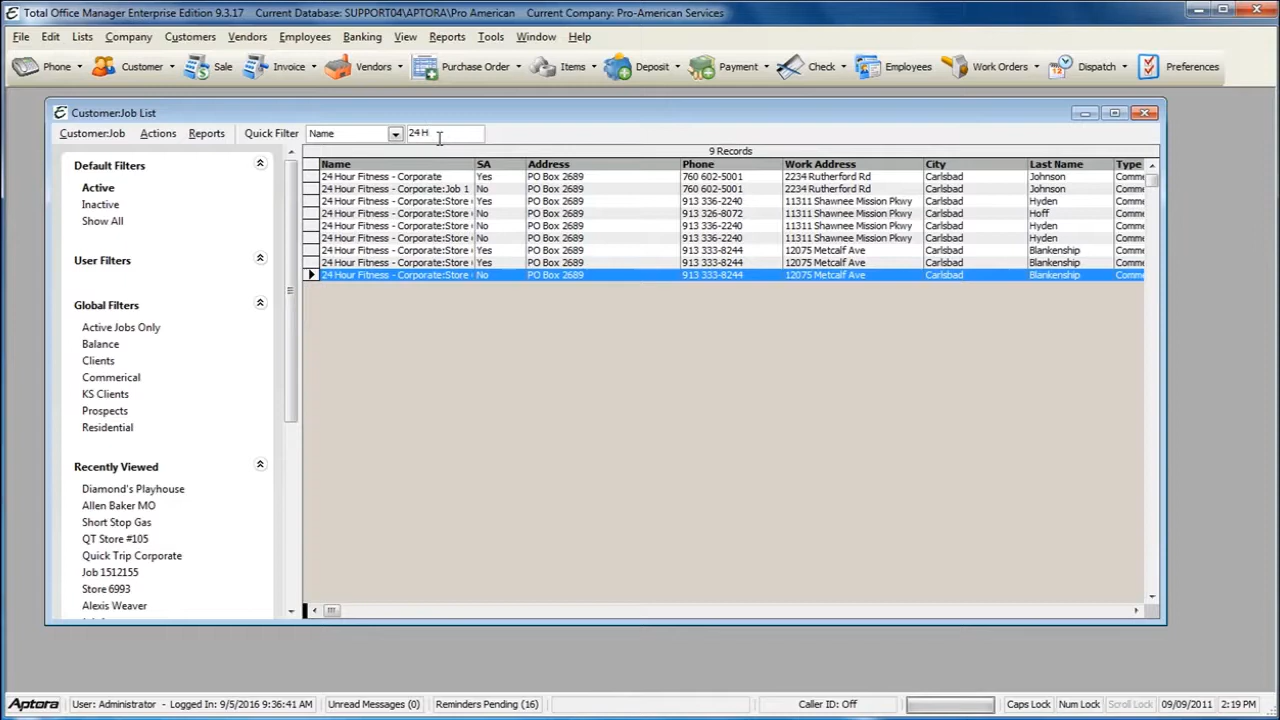 Total Office Manager Enterprise Edition 9.3.17 Current Database: SUPPORT04\APTORA\Pro American Current Company: Pro-American Services
File Edit Lists Company Customers Vendors Employees Banking View Reports Tools Window Help
Phone Customer Sale Invoice Vendors Purchase Order Items Deposit Payment Check Employees Work Orders Dispatch Preferences
Customer:Job List
Customer:Job Actions Reports Quick Filter Name 24 H
9 Records
Name SA Address Phone Work Address City Last Name Type
24 Hour Fitness - Corporate Yes PO Box 2689 760 602-5001 2234 Rutherford Rd Carlsbad Johnson Comme
24 Hour Fitness - Corporate:Job 1 No PO Box 2689 760 602-5001 2234 Rutherford Rd Carlsbad Johnson Comme
24 Hour Fitness - Corporate:Store Yes PO Box 2689 913 336-2240 11311 Shawnee Mission Pkwy Carlsbad Hyden Comme
24 Hour Fitness - Corporate:Store No PO Box 2689 913 326-8072 11311 Shawnee Mission Pkwy Carlsbad Hoff Comme
24 Hour Fitness - Corporate:Store No PO Box 2689 913 336-2240 11311 Shawnee Mission Pkwy Carlsbad Hyden Comme
24 Hour Fitness - Corporate:Store No PO Box 2689 913 336-2240 11311 Shawnee Mission Pkwy Carlsbad Hyden Comme
24 Hour Fitness - Corporate:Store Yes PO Box 2689 913 333-8244 12075 Metcalf Ave Carlsbad Blankenship Comme
24 Hour Fitness - Corporate:Store Yes PO Box 2689 913 333-8244 12075 Metcalf Ave Carlsbad Blankenship Comme
24 Hour Fitness - Corporate:Store No PO Box 2689 913 333-8244 12075 Metcalf Ave Carlsbad Blankenship Comme
Default Filters
Active
Inactive
Show All
User Filters
Global Filters
Active Jobs Only
Balance
Clients
Commerical
KS Clients
Prospects
Residential
Recently Viewed
Diamond's Playhouse
Allen Baker MO
Short Stop Gas
QT Store #105
Quick Trip Corporate
Job 1512155
Store 6993
Alexis Weaver
Aptora User: Administrator - Logged In: 9/5/2016 9:36:41 AM Unread Messages (0) Reminders Pending (16) Caller ID: Off Caps Lock Num Lock Scroll Lock 09/09/2011 2:19 PM